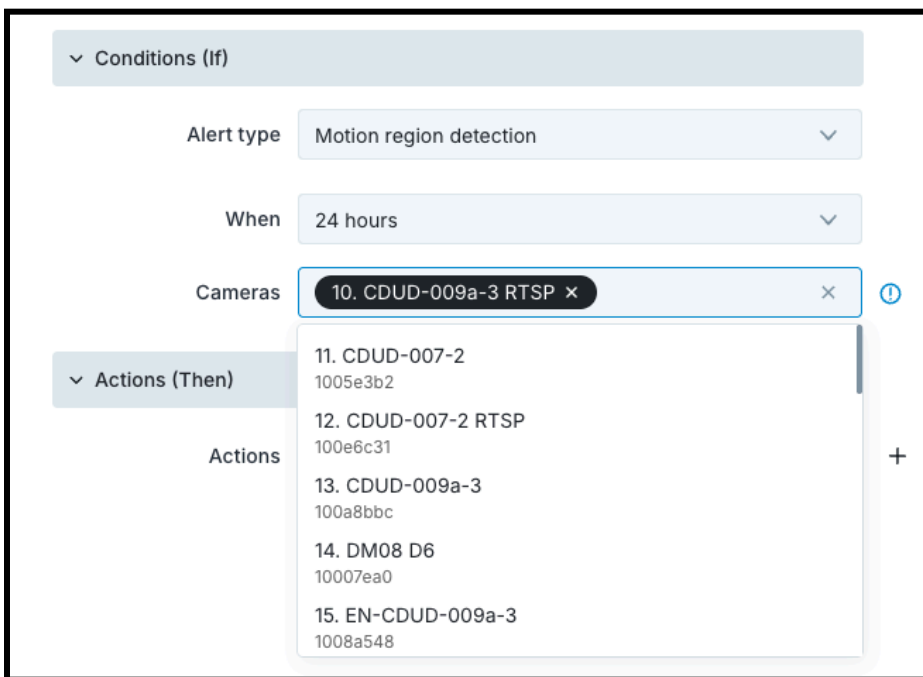 Conditions (If)
Alert type
Motion region detection
When
24 hours
Cameras
10. CDUD-009a-3 RTSP
11. CDUD-007-2
1005e3b2
12. CDUD-007-2 RTSP
100e6c31
13. CDUD-009a-3
100a8bbc
14. DM08 D6
10007ea0
15. EN-CDUD-009a-3
1008a548
Actions (Then)
Actions